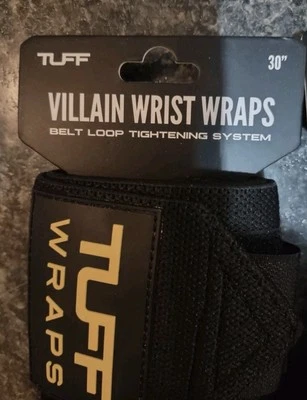 TUFF
30"
VILLAIN WRIST WRAPS
BELT LOOP TIGHTENING SYSTEM
TUFF
WRAPS